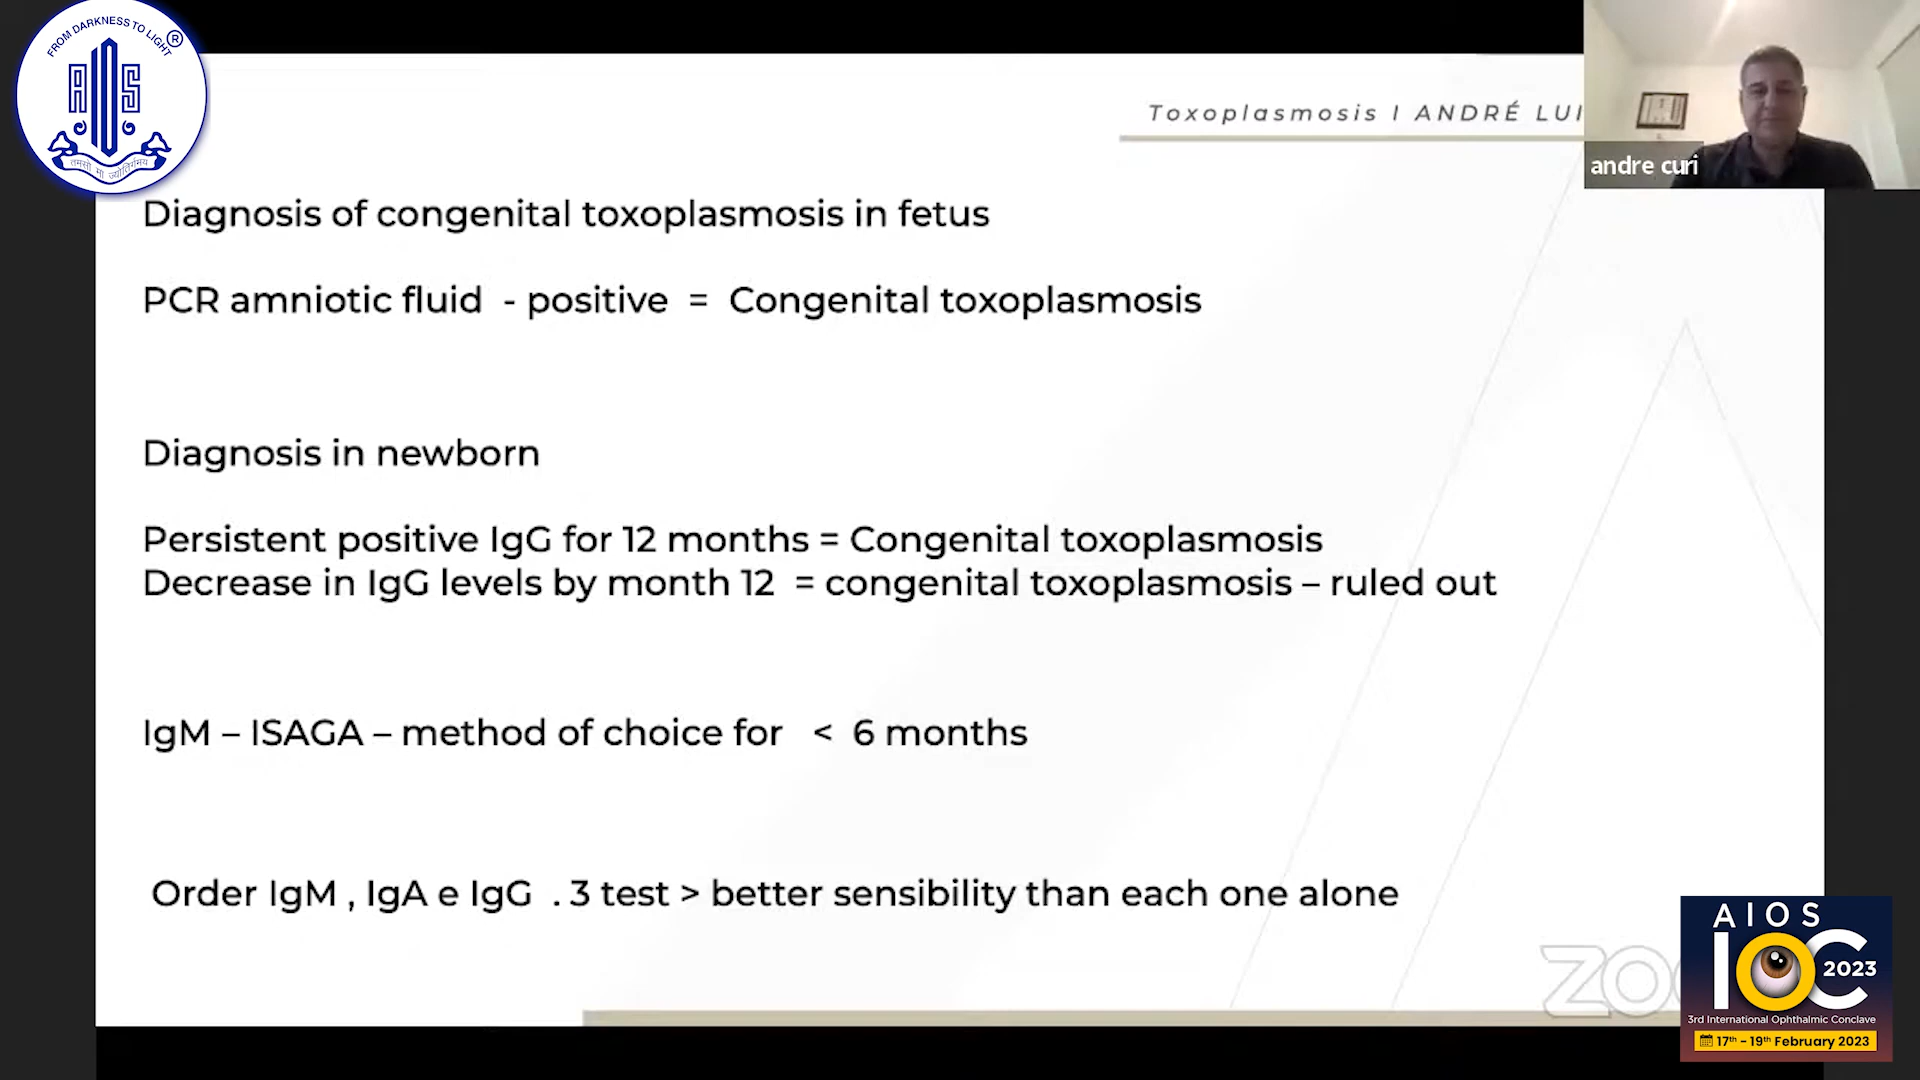 FROM DARKNESS TO LIGHT
®
AIOS
तमसो मा ज्योतिर्गमय
Toxoplasmosis I ANDRÉ LUI
andre curi
Diagnosis of congenital toxoplasmosis in fetus
PCR amniotic fluid - positive = Congenital toxoplasmosis
Diagnosis in newborn
Persistent positive IgG for 12 months = Congenital toxoplasmosis
Decrease in IgG levels by month 12 = congenital toxoplasmosis – ruled out
IgM – ISAGA – method of choice for < 6 months
Order IgM , IgA e IgG . 3 test > better sensibility than each one alone
ZO
AIOS
IOC 2023
3rd International Ophthalmic Conclave
17th - 19th February 2023